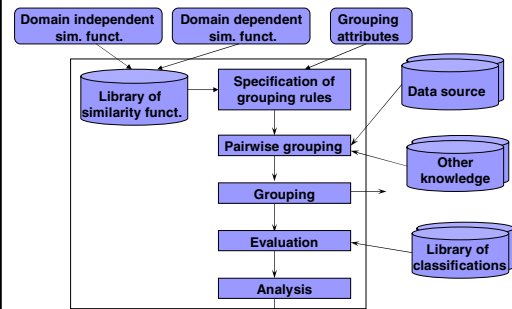 Domain independent
sim. funct.
Domain dependent
sim. funct.
Grouping
attributes
Library of
similarity funct.
Specification of
grouping rules
Data source
Pairwise grouping
Other
knowledge
Grouping
Evaluation
Library of
classifications
Analysis